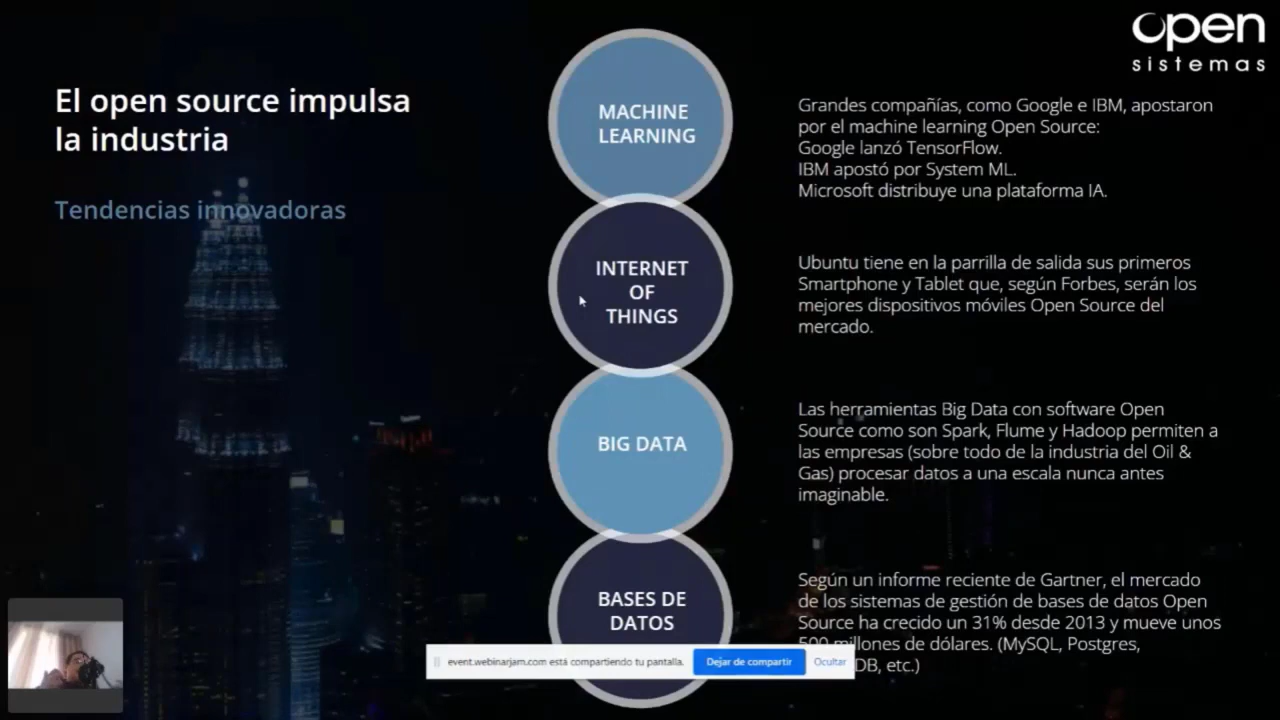 open
sistemas
El open source impulsa
la industria
Tendencias innovadoras
MACHINE
LEARNING
Grandes compañías, como Google e IBM, apostaron
por el machine learning Open Source:
Google lanzó TensorFlow.
IBM apostó por System ML.
Microsoft distribuye una plataforma IA.
INTERNET
OF
THINGS
Ubuntu tiene en la parrilla de salida sus primeros
Smartphone y Tablet que, según Forbes, serán los
mejores dispositivos móviles Open Source del
mercado.
BIG DATA
Las herramientas Big Data con software Open
Source como son Spark, Flume y Hadoop permiten a
las empresas (sobre todo de la industria del Oil &
Gas) procesar datos a una escala nunca antes
imaginable.
BASES DE
DATOS
Según un informe reciente de Gartner, el mercado
de los sistemas de gestión de bases de datos Open
Source ha crecido un 31% desde 2013 y mueve unos
500 millones de dólares. (MySQL, Postgres,
DB, etc.)
event.webinarjam.com está compartiendo tu pantalla.
Dejar de compartir
Ocultar